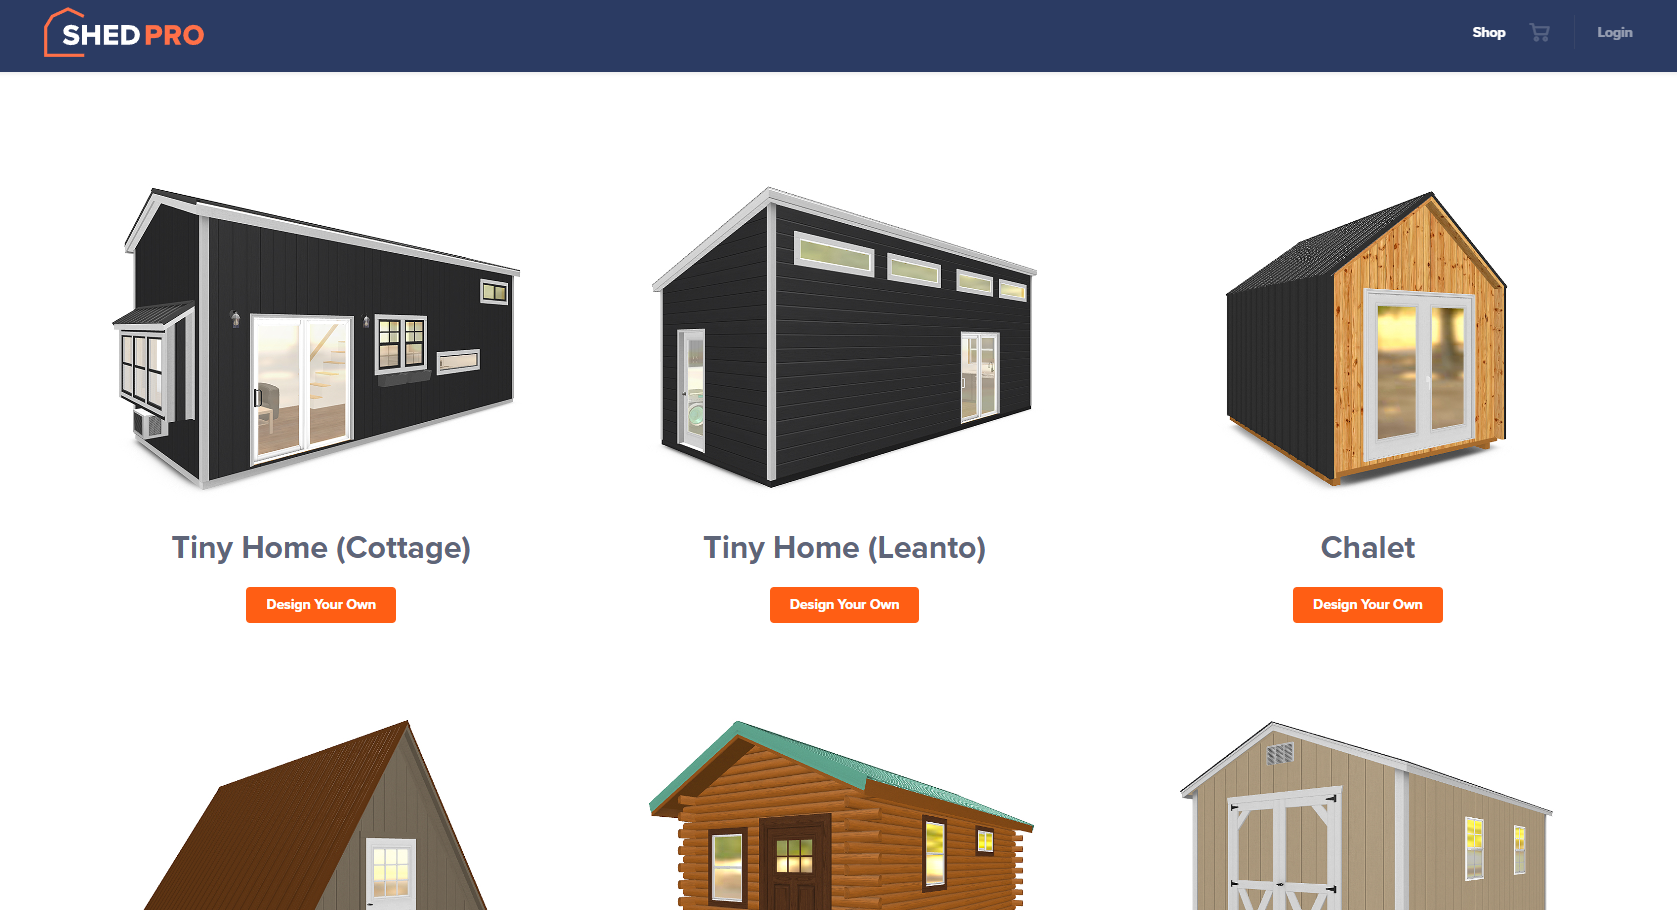 SHED PRO
Shop
Login
Tiny Home (Cottage)
Tiny Home (Leanto)
Chalet
Design Your Own
Design Your Own
Design Your Own